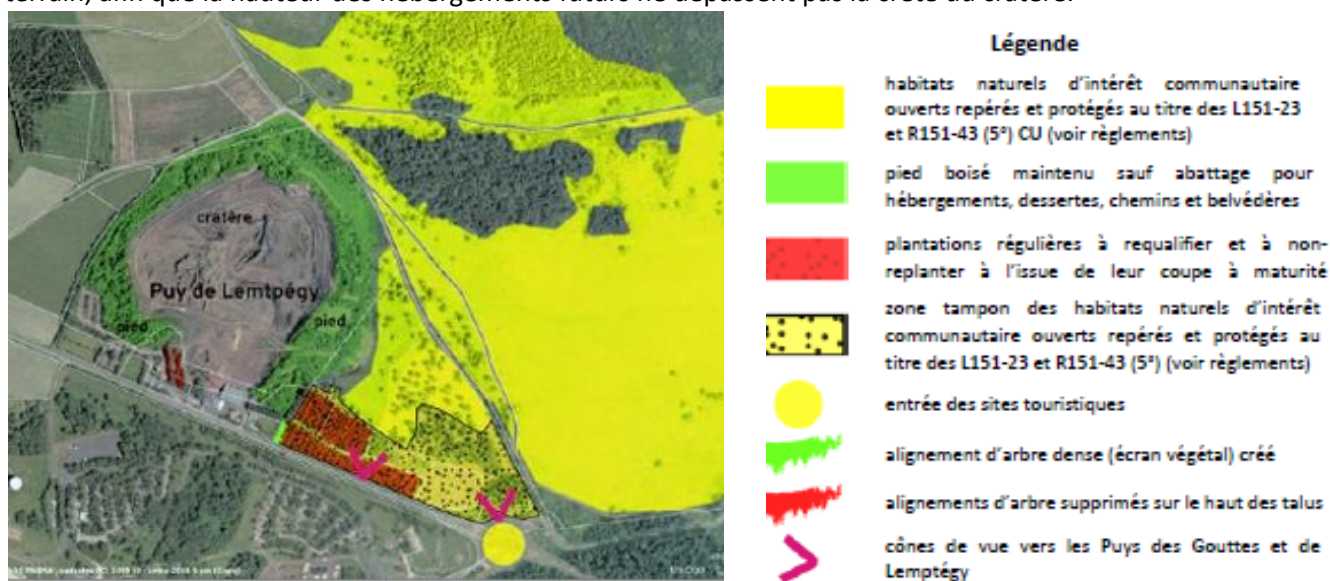 terrain, afin que la hauteur des hébergements futurs ne dépassent pas la crête du cratère.
cratère
Puy de Lemtpégy
pied
pied
Légende
habitats naturels d'intérêt communautaire
ouverts repérés et protégés au titre des L151-23
et R151-43 (5°) CU (voir règlements)
pied boisé maintenu sauf abattage pour
hébergements, dessertes, chemins et belvédères
plantations régulières à requalifier et à non-
replanter à l'issue de leur coupe à maturité
zone tampon des habitats naturels d'intérêt
communautaire ouverts repérés et protégés au
titre des L151-23 et R151-43 (5°) (voir règlements)
entrée des sites touristiques
alignement d'arbre dense (écran végétal) créé
alignements d'arbre supprimés sur le haut des talus
cônes de vue vers les Puys des Gouttes et de
Lemptégy